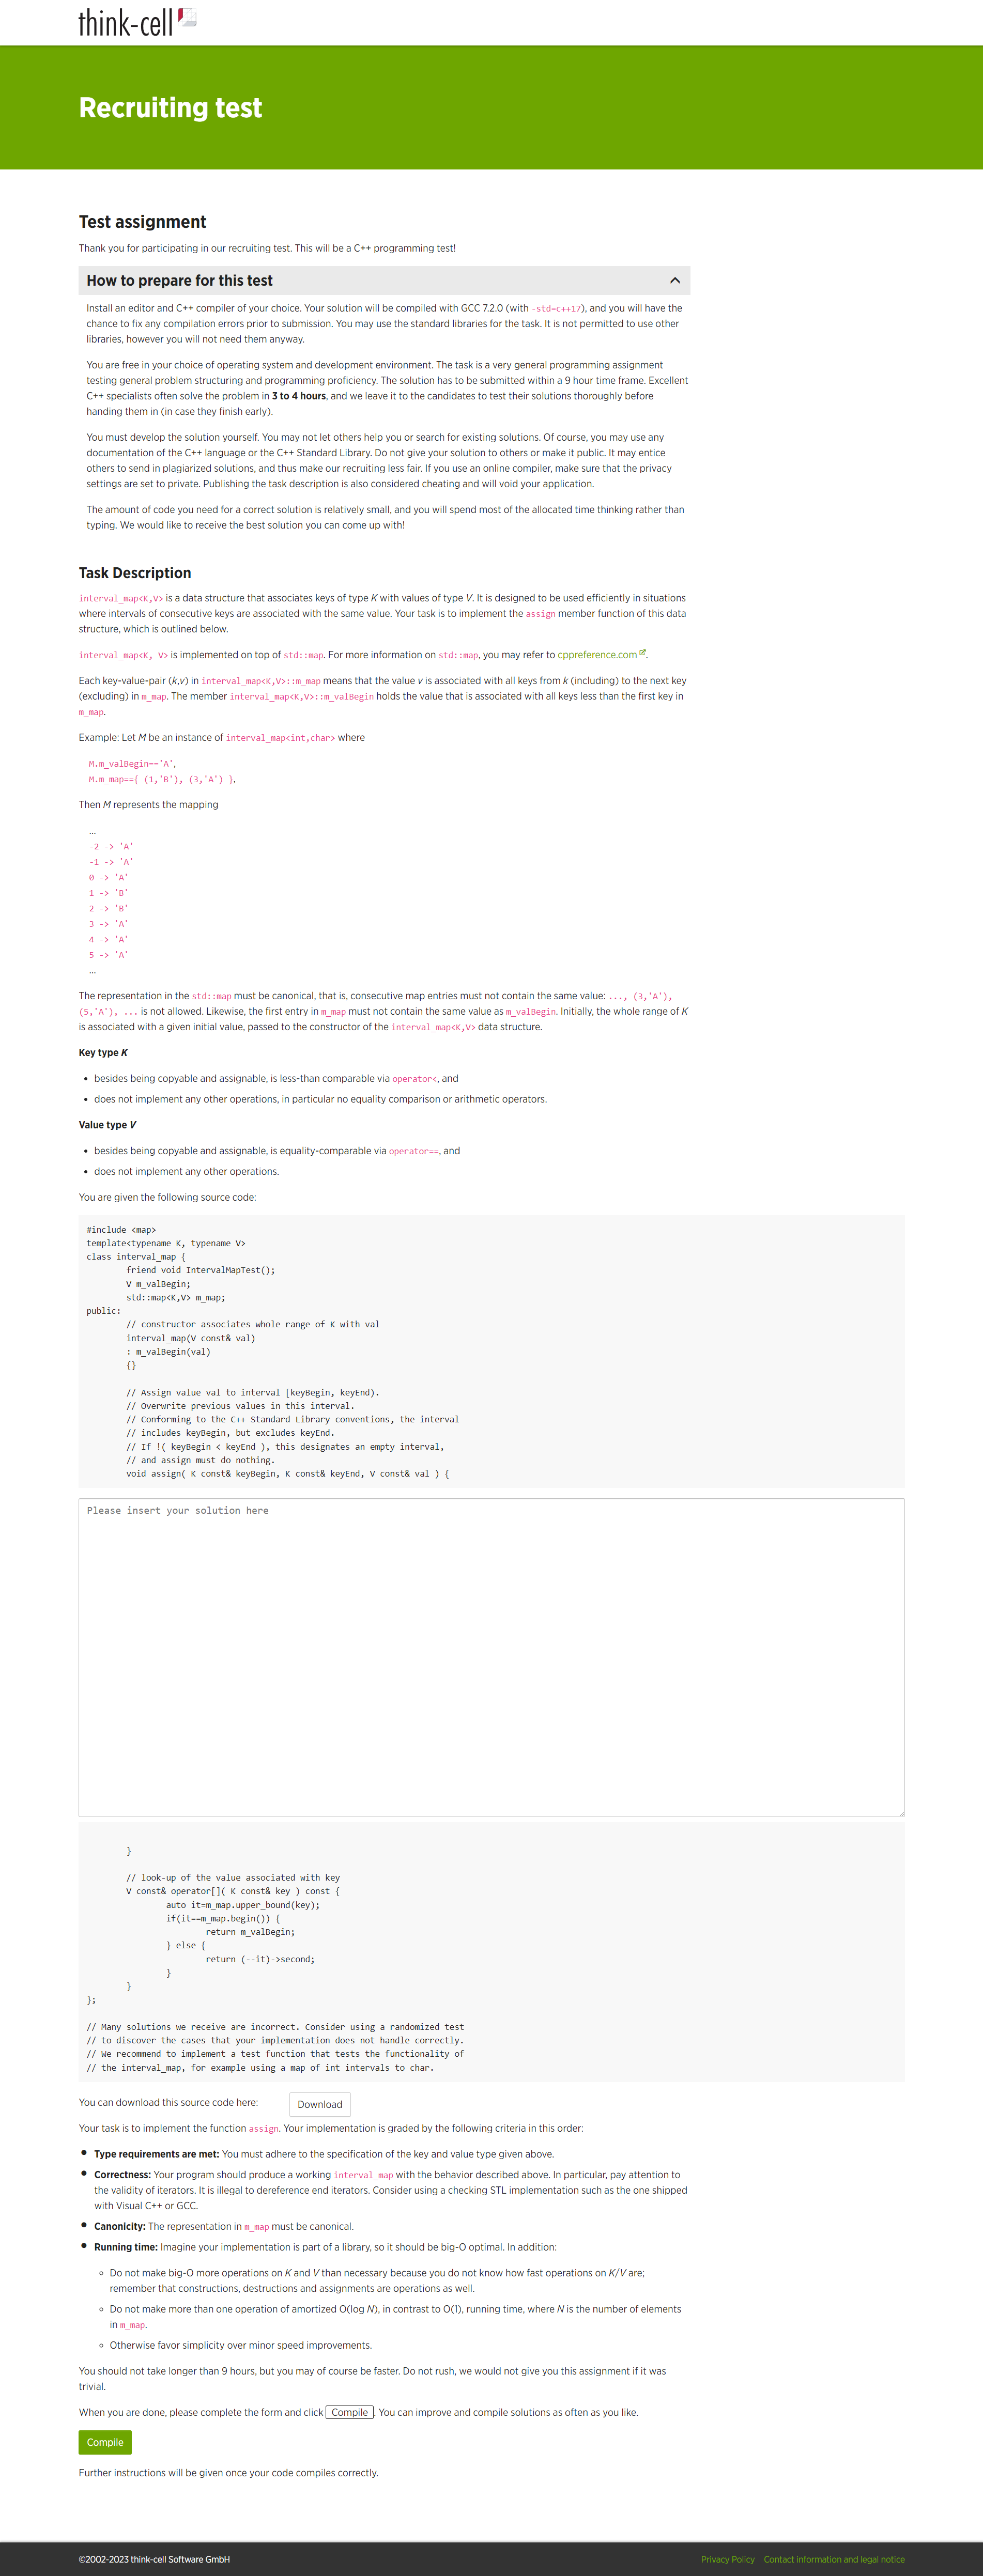 think-cell
Recruiting test
Test assignment
Thank you for participating in our recruiting test. This will be a C++ programming test!
How to prepare for this test
Install an editor and C++ compiler of your choice. Your solution will be compiled with GCC 7.2.0 (with -std=c++17), and you will have the
chance to fix any compilation errors prior to submission. You may use the standard libraries for the task. It is not permitted to use other
libraries, however you will not need them anyway.
You are free in your choice of operating system and development environment. The task is a very general programming assignment
testing general problem structuring and programming proficiency. The solution has to be submitted within a 9 hour time frame. Excellent
C++ specialists often solve the problem in 3 to 4 hours, and we leave it to the candidates to test their solutions thoroughly before
handing them in (in case they finish early).
You must develop the solution yourself. You may not let others help you or search for existing solutions. Of course, you may use any
documentation of the C++ language or the C++ Standard Library. Do not give your solution to others or make it public. It may entice
others to send in plagiarized solutions, and thus make our recruiting less fair. If you use an online compiler, make sure that the privacy
settings are set to private. Publishing the task description is also considered cheating and will void your application.
The amount of code you need for a correct solution is relatively small, and you will spend most of the allocated time thinking rather than
typing. We would like to receive the best solution you can come up with!
Task Description
interval_map<K,V> is a data structure that associates keys of type K with values of type V. It is designed to be used efficiently in situations
where intervals of consecutive keys are associated with the same value. Your task is to implement the assign member function of this data
structure, which is outlined below.
interval_map<K, V> is implemented on top of std::map. For more information on std::map, you may refer to cppreference.com.
Each key-value-pair (k,v) in interval_map<K,V>::m_map means that the value v is associated with all keys from k (including) to the next key
(excluding) in m_map. The member interval_map<K,V>::m_valBegin holds the value that is associated with all keys less than the first key in
m_map.
Example: Let M be an instance of interval_map<int,char> where
M.m_valBegin=='A',
M.m_map=={ (1,'B'), (3,'A') },
Then M represents the mapping
...
-2 -> 'A'
-1 -> 'A'
0 -> 'A'
1 -> 'B'
2 -> 'B'
3 -> 'A'
4 -> 'A'
5 -> 'A'
...
The representation in the std::map must be canonical, that is, consecutive map entries must not contain the same value: ..., (3,'A'),
(5,'A'), ... is not allowed. Likewise, the first entry in m_map must not contain the same value as m_valBegin. Initially, the whole range of K
is associated with a given initial value, passed to the constructor of the interval_map<K,V> data structure.
Key type K
• besides being copyable and assignable, is less-than comparable via operator<, and
• does not implement any other operations, in particular no equality comparison or arithmetic operators.
Value type V
• besides being copyable and assignable, is equality-comparable via operator==, and
• does not implement any other operations.
You are given the following source code:
#include <map>
template<typename K, typename V>
class interval_map {
friend void IntervalMapTest();
V m_valBegin;
std::map<K,V> m_map;
public:
// constructor associates whole range of K with val
interval_map(V const& val)
: m_valBegin(val)
{}
// Assign value val to interval [keyBegin, keyEnd).
// Overwrite previous values in this interval.
// Conforming to the C++ Standard Library conventions, the interval
// includes keyBegin, but excludes keyEnd.
// If !( keyBegin < keyEnd ), this designates an empty interval,
// and assign must do nothing.
void assign( K const& keyBegin, K const& keyEnd, V const& val ) {
Please insert your solution here
}
// look-up of the value associated with key
V const& operator[]( K const& key ) const {
auto it=m_map.upper_bound(key);
if(it==m_map.begin()) {
return m_valBegin;
} else {
return (--it)->second;
}
}
};
// Many solutions we receive are incorrect. Consider using a randomized test
// to discover the cases that your implementation does not handle correctly.
// We recommend to implement a test function that tests the functionality of
// the interval_map, for example using a map of int intervals to char.
You can download this source code here: Download
Your task is to implement the function assign. Your implementation is graded by the following criteria in this order:
• Type requirements are met: You must adhere to the specification of the key and value type given above.
• Correctness: Your program should produce a working interval_map with the behavior described above. In particular, pay attention to
the validity of iterators. It is illegal to dereference end iterators. Consider using a checking STL implementation such as the one shipped
with Visual C++ or GCC.
• Canonicity: The representation in m_map must be canonical.
• Running time: Imagine your implementation is part of a library, so it should be big-O optimal. In addition:
◦ Do not make big-O more operations on K and V than necessary because you do not know how fast operations on K/V are;
remember that constructions, destructions and assignments are operations as well.
◦ Do not make more than one operation of amortized O(log N), in contrast to O(1), running time, where N is the number of elements
in m_map.
◦ Otherwise favor simplicity over minor speed improvements.
You should not take longer than 9 hours, but you may of course be faster. Do not rush, we would not give you this assignment if it was
trivial.
When you are done, please complete the form and click Compile. You can improve and compile solutions as often as you like.
Compile
Further instructions will be given once your code compiles correctly.
©2002-2023 think-cell Software GmbH
Privacy Policy Contact information and legal notice